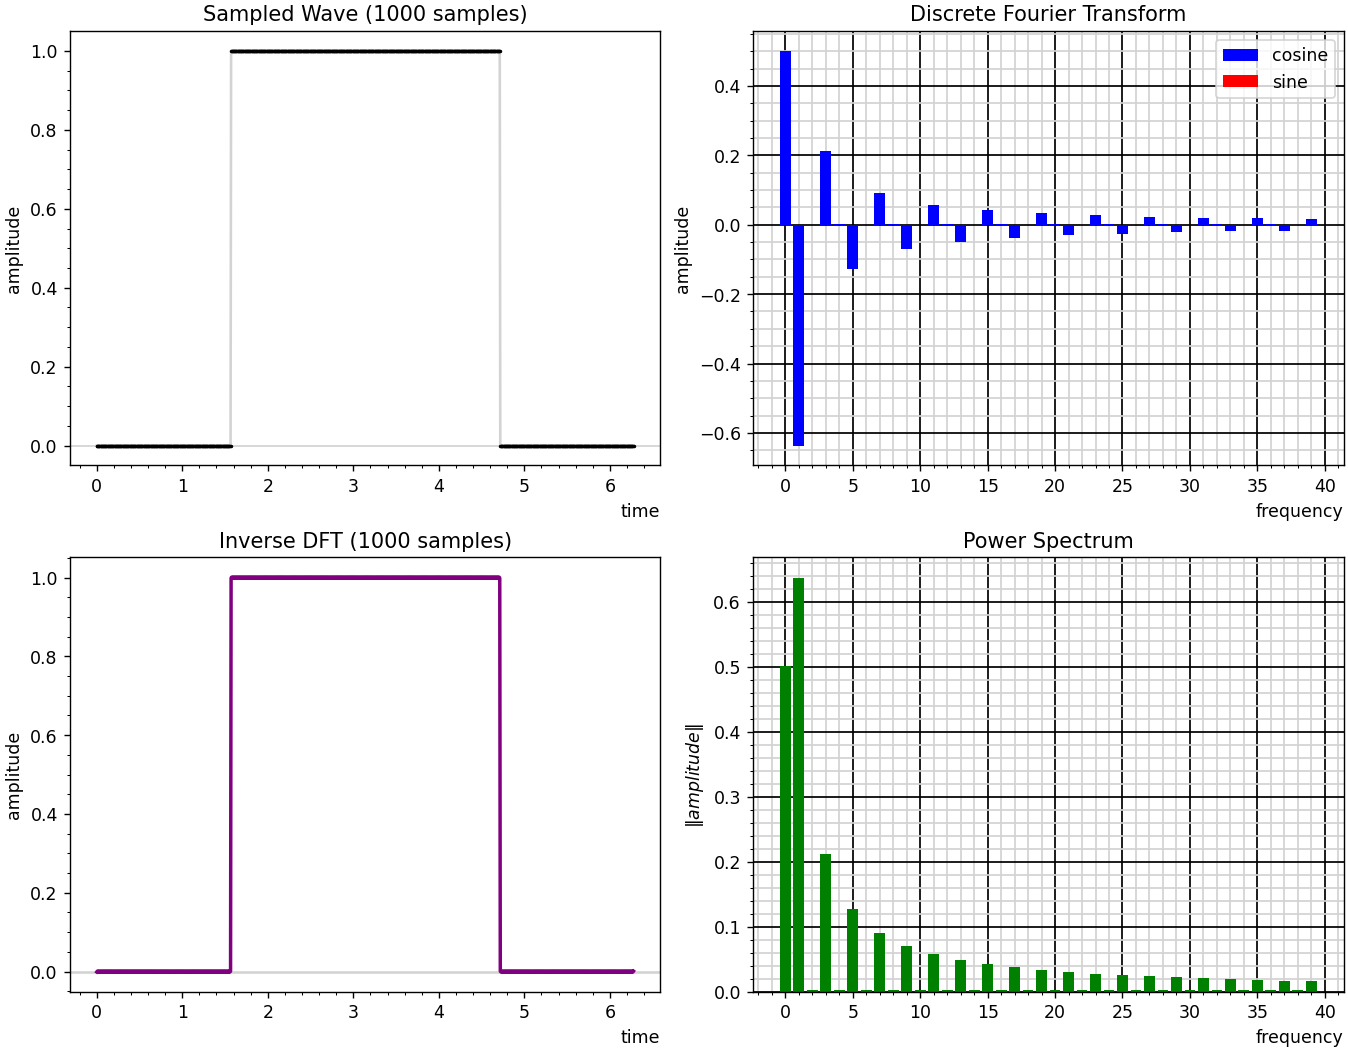 Sampled Wave (1000 samples)
amplitude
1.0
0.8
0.6
0.4
0.2
0.0
0 1 2 3 4 5 6
time
Discrete Fourier Transform
cosine
sine
amplitude
0.4
0.2
0.0
−0.2
−0.4
−0.6
0 5 10 15 20 25 30 35 40
frequency
Inverse DFT (1000 samples)
amplitude
1.0
0.8
0.6
0.4
0.2
0.0
0 1 2 3 4 5 6
time
Power Spectrum
‖amplitude‖
0.6
0.5
0.4
0.3
0.2
0.1
0.0
0 5 10 15 20 25 30 35 40
frequency